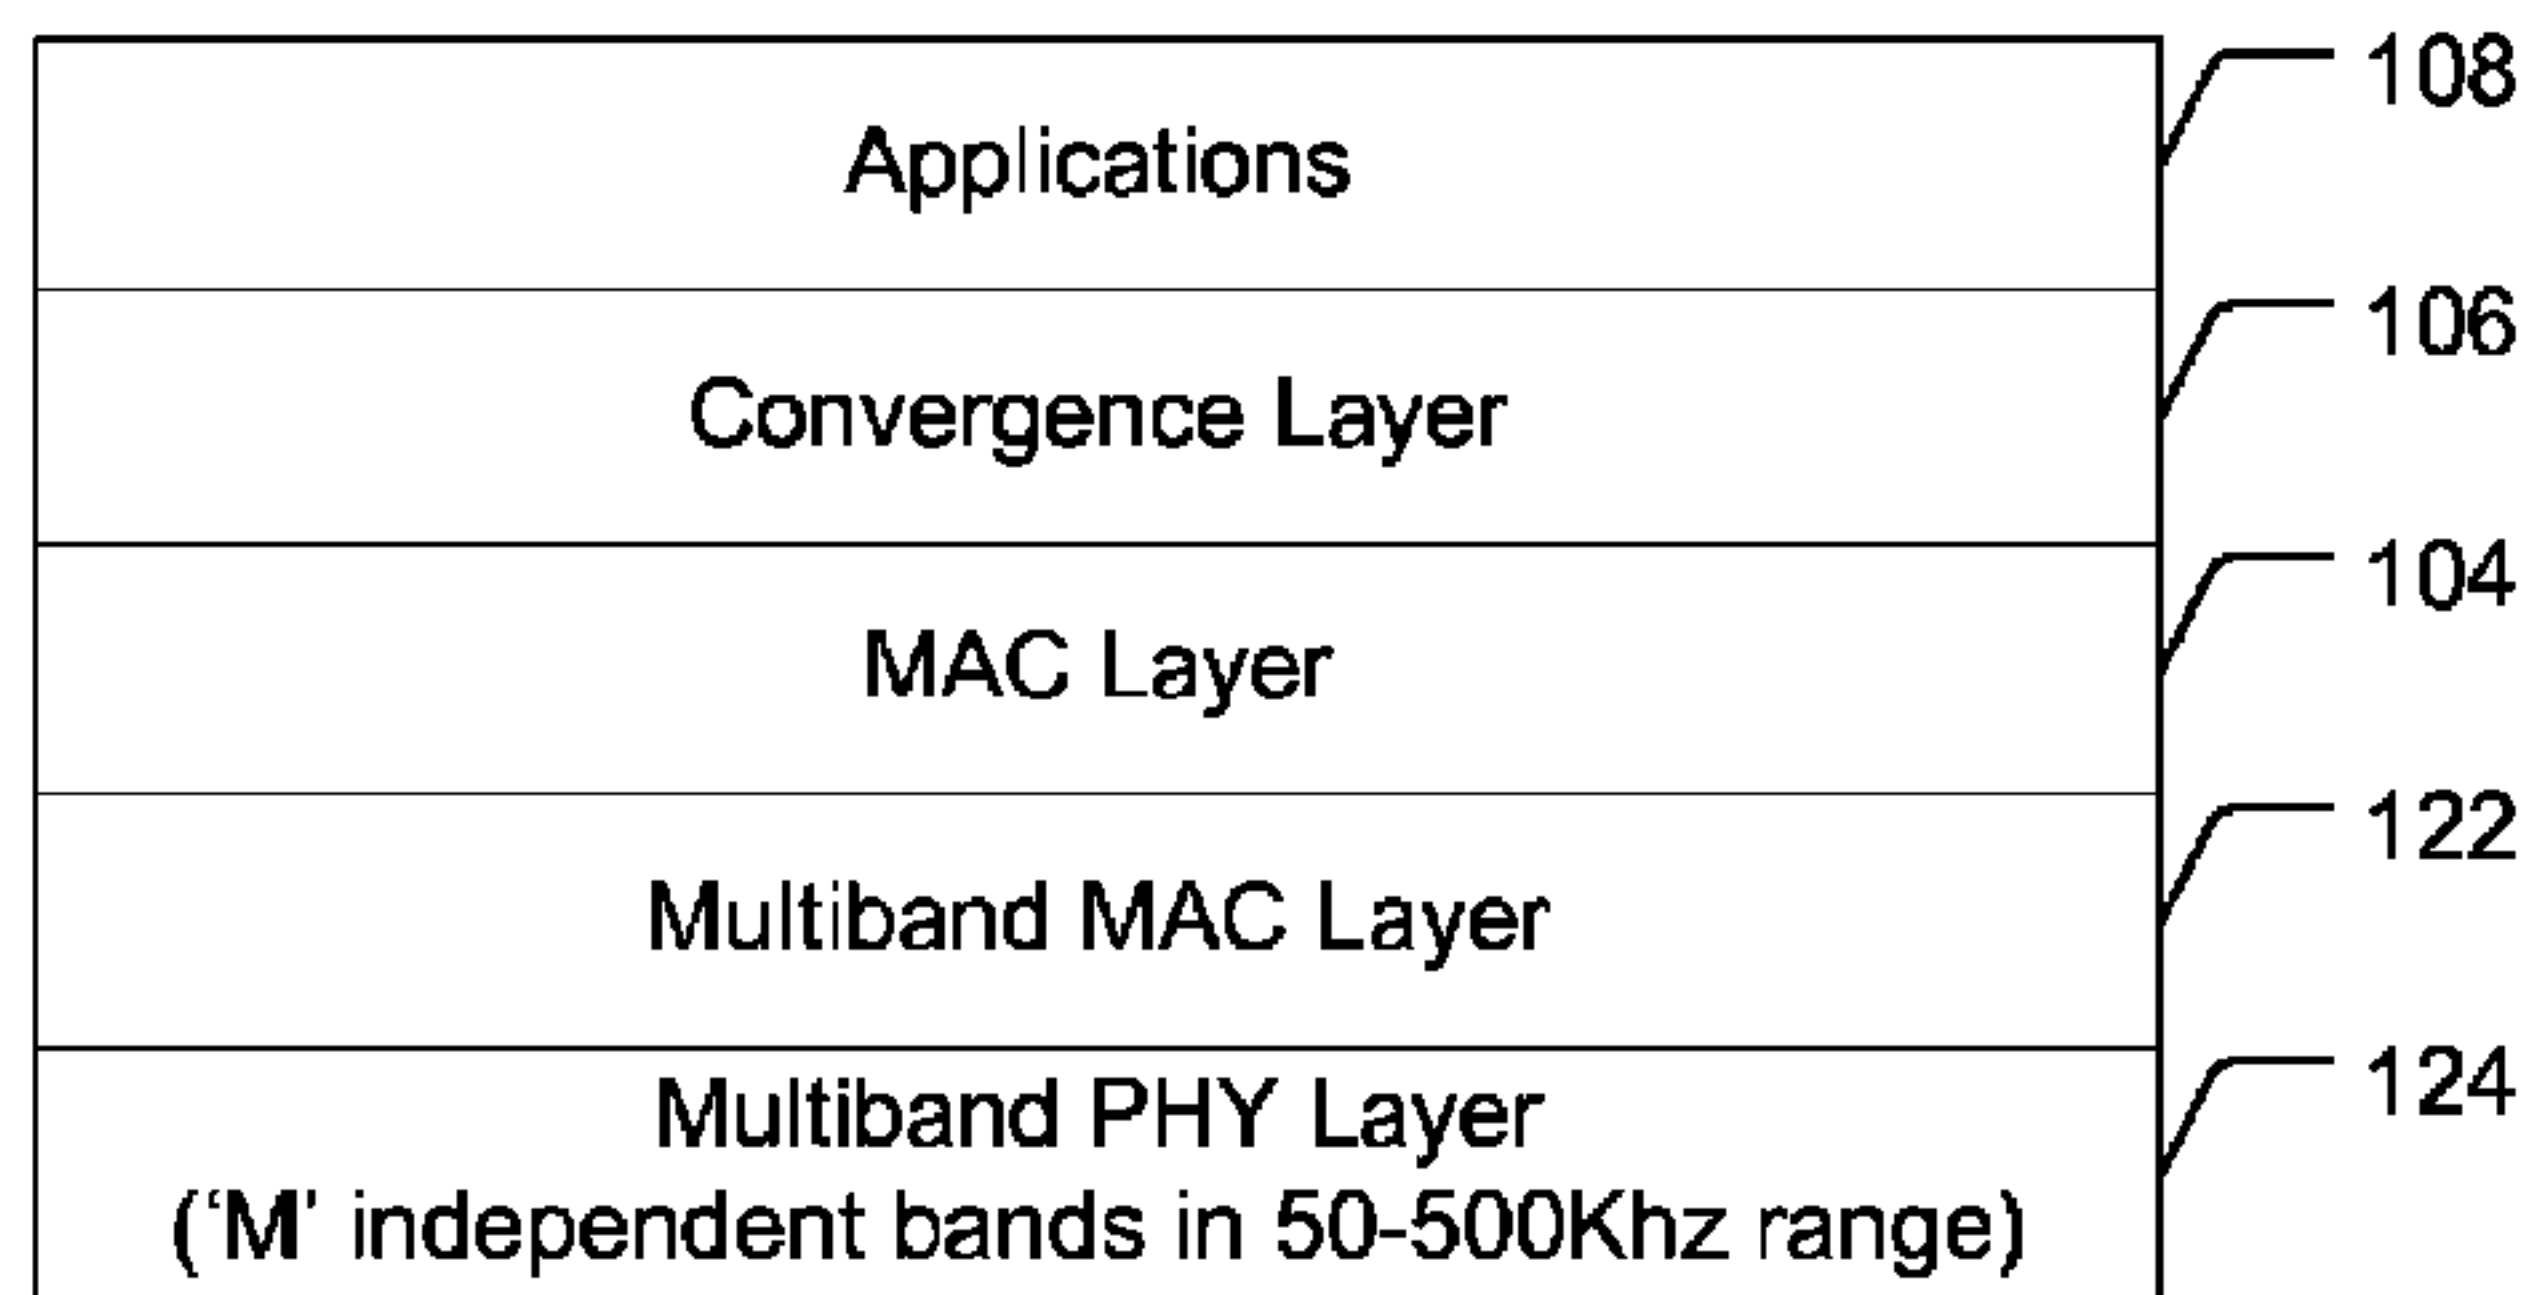 108
Applications
106
Convergence Layer
104
MAC Layer
122
Multiband MAC Layer
124
Multiband PHY Layer
(‘M’ independent bands in 50-500Khz range)